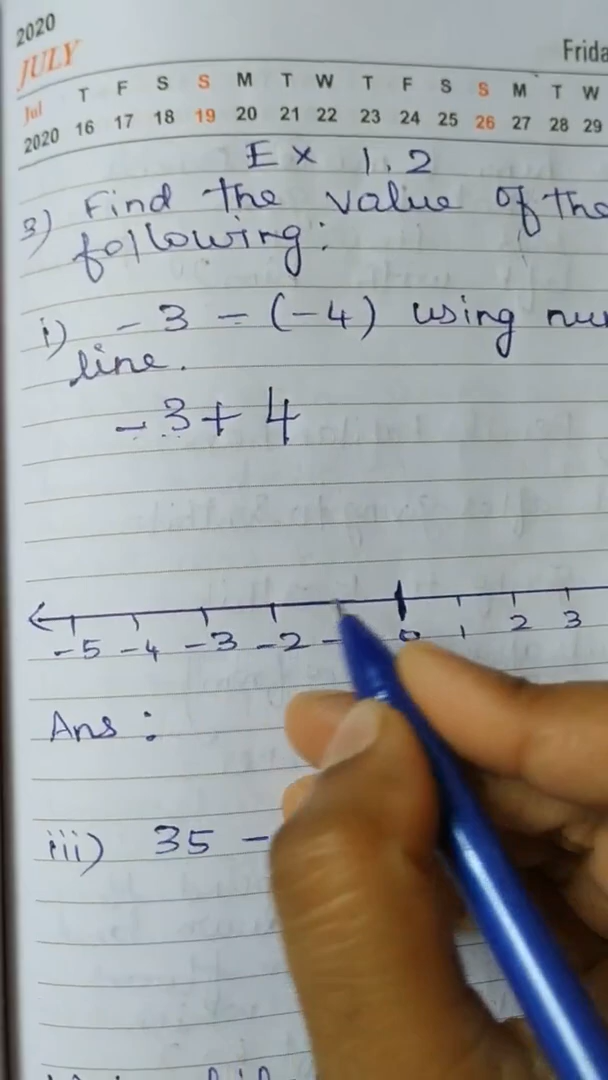 2020
JULY
Frida
Jul T F S S M T W T F S S M T W
2020 16 17 18 19 20 21 22 23 24 25 26 27 28 29
Ex 1.2
3) Find the value of the
following:
i) -3 - (-4) using nu
line.
-3 + 4
-5 -4 -3 -2 - 0 1 2 3
Ans :
iii) 35 -